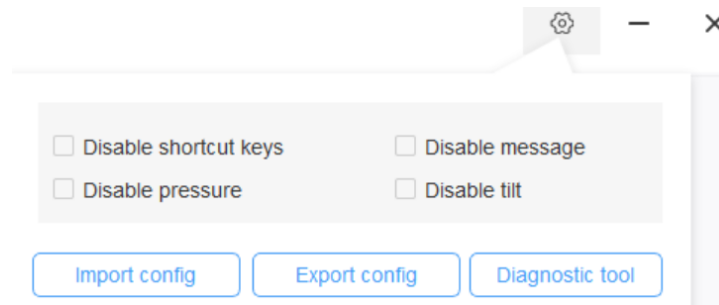 Disable shortcut keys
Disable message
Disable pressure
Disable tilt
Import config
Export config
Diagnostic tool